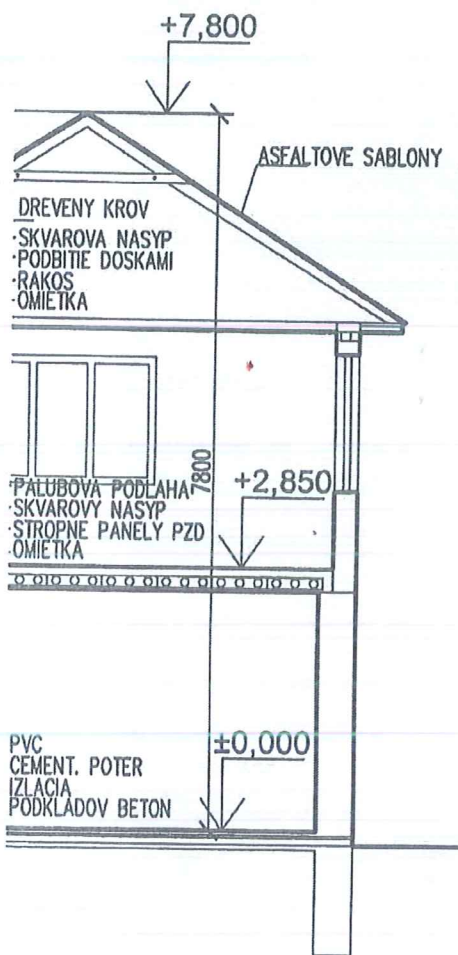 +7,800
ASFALTOVE SABLONY
DREVENY KROV
·SKVAROVA NASYP
·PODBITIE DOSKAMI
·RAKOS
·OMIETKA
7800
+2,850
·PALUBOVA PODLAHA
·SKVAROVY NASYP
·STROPNE PANELY PZD
·OMIETKA
±0,000
PVC
CEMENT. POTER
IZLACIA
PODKLADOV BETON